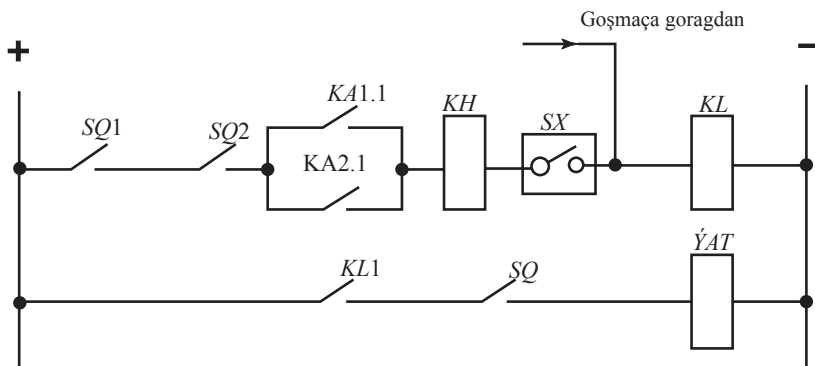 Goşmaça goragdan
+
–
KA1.1
KH
SX
KL
SQ1
SQ2
KA2.1
KL1
SQ
ÝAT